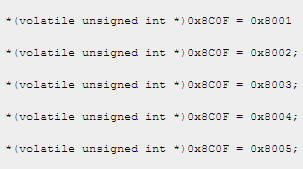 *(volatile unsigned int *)0x8C0F = 0x8001
*(volatile unsigned int *)0x8C0F = 0x8002;
*(volatile unsigned int *)0x8C0F = 0x8003;
*(volatile unsigned int *)0x8C0F = 0x8004;
*(volatile unsigned int *)0x8C0F = 0x8005;